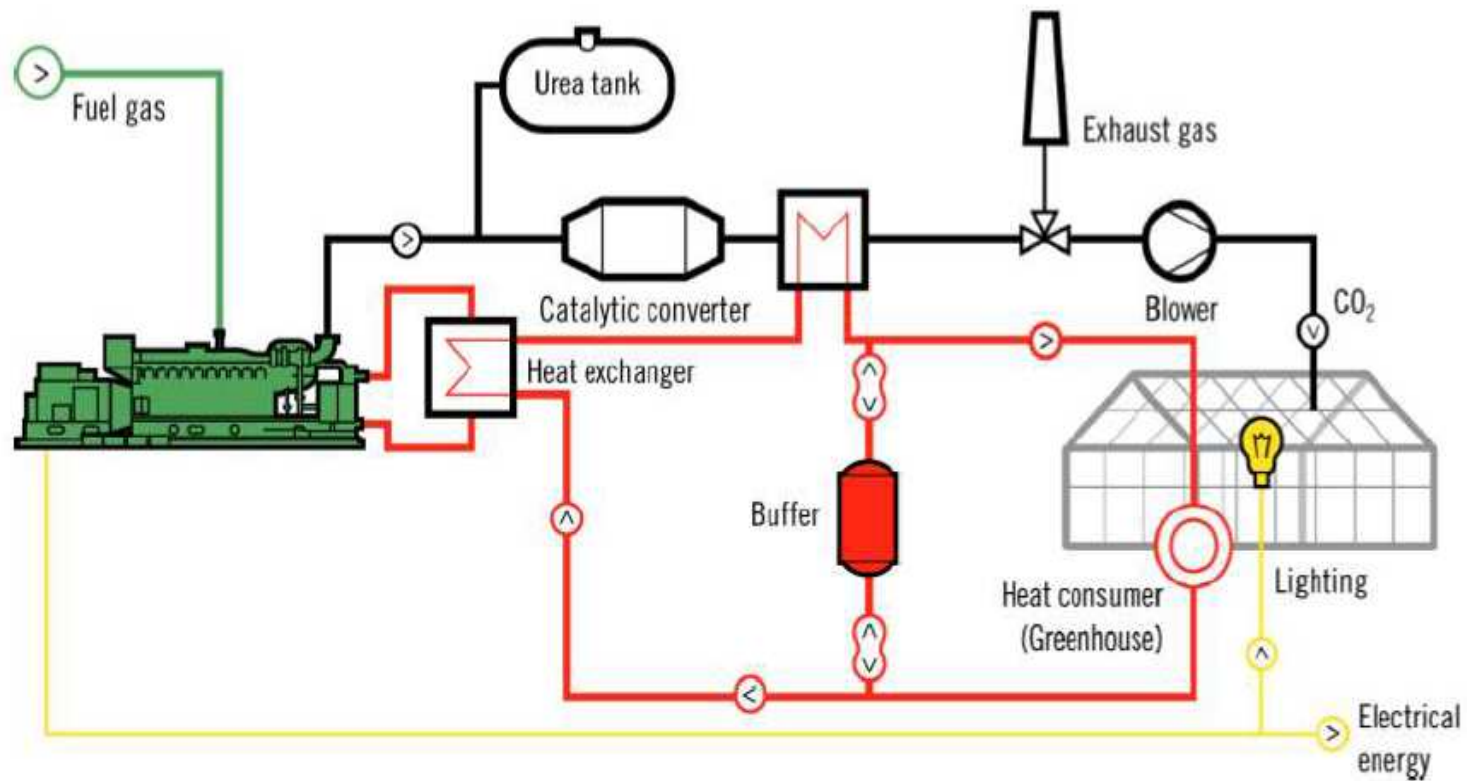 Urea tank
Fuel gas
Exhaust gas
Catalytic converter
Blower
CO₂
Heat exchanger
Buffer
Heat consumer
(Greenhouse)
Lighting
Electrical
energy